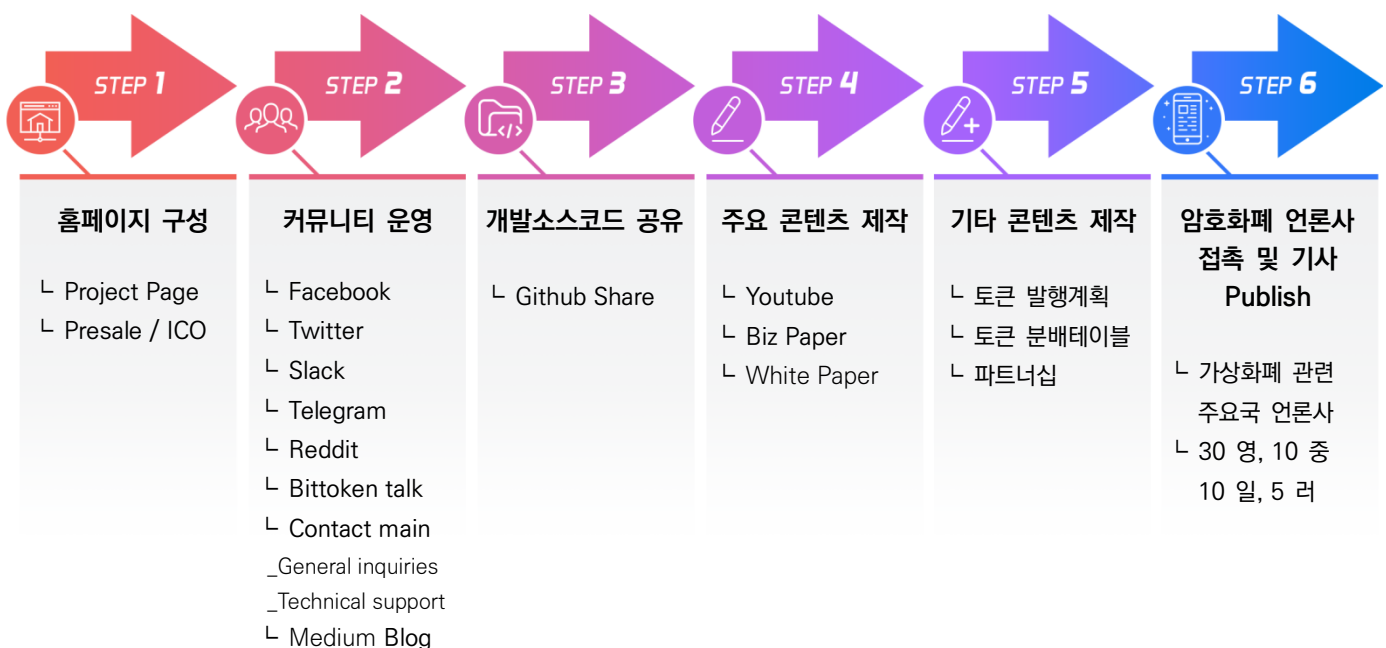 STEP 1
홈페이지 구성
ㄴ Project Page
ㄴ Presale / ICO
STEP 2
커뮤니티 운영
ㄴ Facebook
ㄴ Twitter
ㄴ Slack
ㄴ Telegram
ㄴ Reddit
ㄴ Bittoken talk
ㄴ Contact main
_General inquiries
_Technical support
ㄴ Medium Blog
STEP 3
개발소스코드 공유
ㄴ Github Share
STEP 4
주요 콘텐츠 제작
ㄴ Youtube
ㄴ Biz Paper
ㄴ White Paper
STEP 5
기타 콘텐츠 제작
ㄴ 토큰 발행계획
ㄴ 토큰 분배테이블
ㄴ 파트너십
STEP 6
암호화폐 언론사
접촉 및 기사
Publish
ㄴ 가상화폐 관련
주요국 언론사
ㄴ 30 영, 10 중
10 일, 5 러